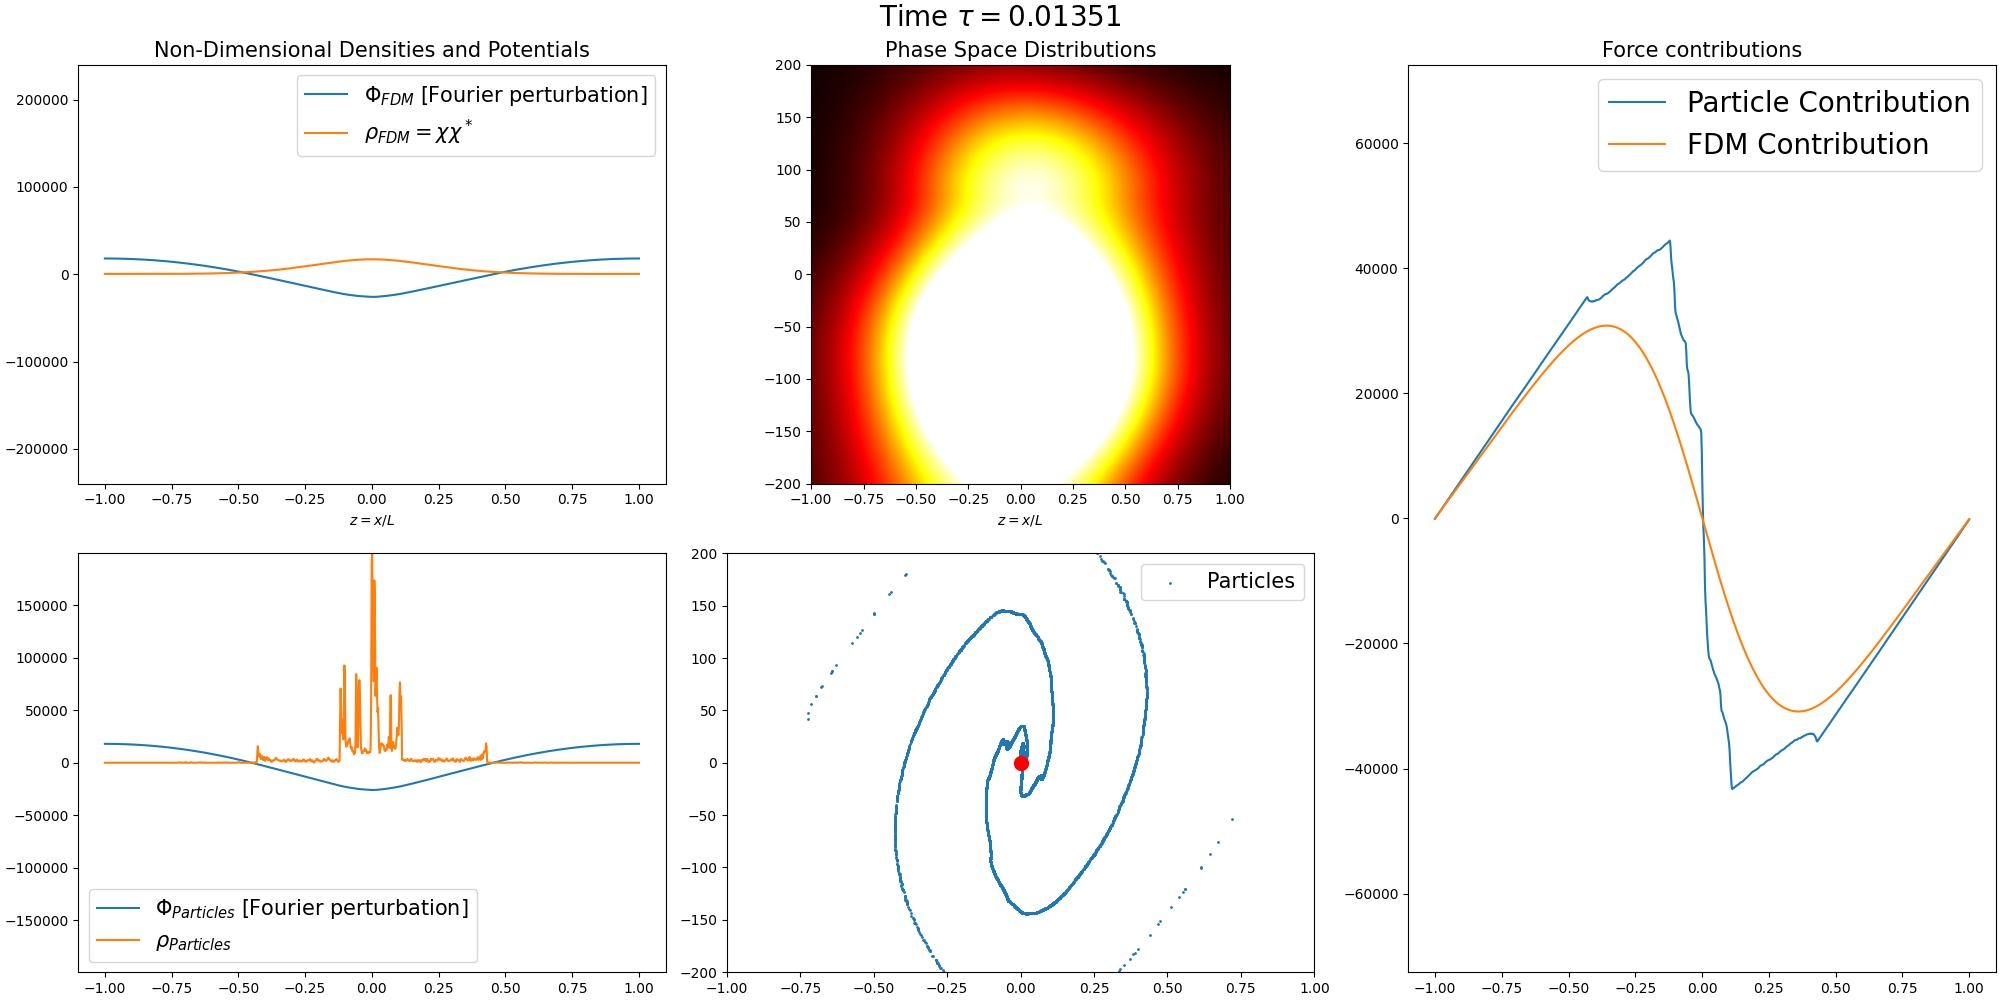 Time τ = 0.01351
Non-Dimensional Densities and Potentials
Φ_FDM [Fourier perturbation]
ρ_FDM = χχ*
200000
100000
0
−100000
−200000
−1.00 −0.75 −0.50 −0.25 0.00 0.25 0.50 0.75 1.00
z = x/L
Phase Space Distributions
200
150
100
50
0
−50
−100
−150
−200
−1.00 −0.75 −0.50 −0.25 0.00 0.25 0.50 0.75 1.00
z = x/L
Force contributions
Particle Contribution
FDM Contribution
60000
40000
20000
0
−20000
−40000
−60000
−1.00 −0.75 −0.50 −0.25 0.00 0.25 0.50 0.75 1.00
150000
100000
50000
0
−50000
−100000
−150000
Φ_Particles [Fourier perturbation]
ρ_Particles
−1.00 −0.75 −0.50 −0.25 0.00 0.25 0.50 0.75 1.00
Particles
200
150
100
50
0
−50
−100
−150
−200
−1.00 −0.75 −0.50 −0.25 0.00 0.25 0.50 0.75 1.00